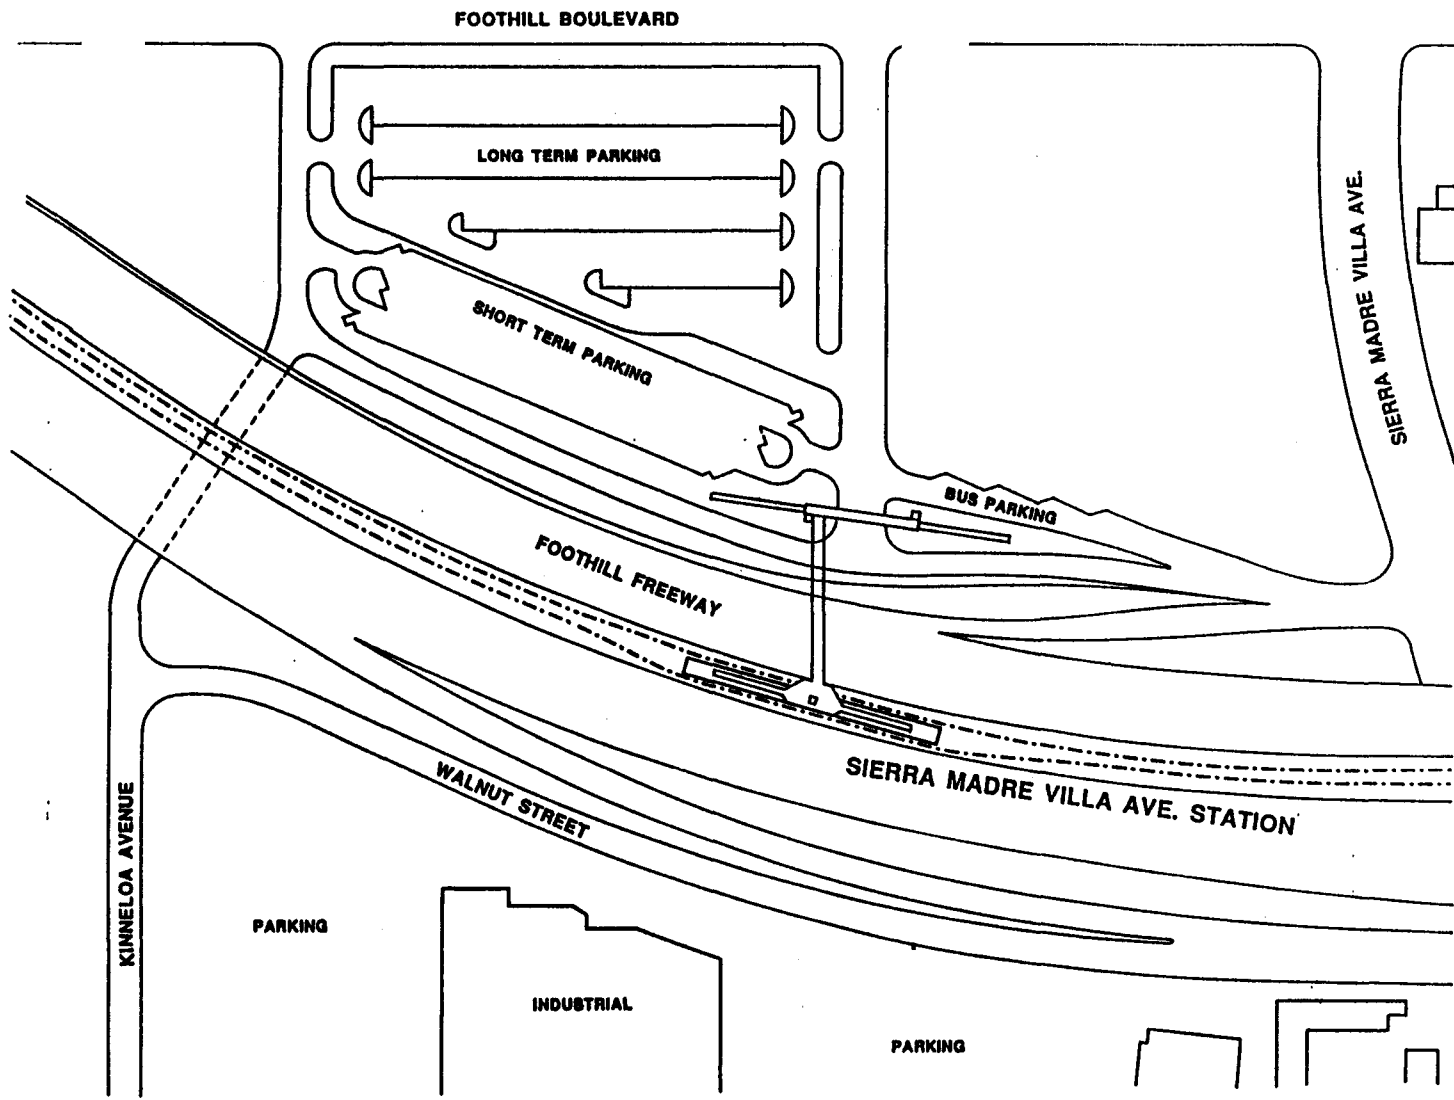 FOOTHILL BOULEVARD
LONG TERM PARKING
SIERRA MADRE VILLA AVE.
SHORT TERM PARKING
BUS PARKING
FOOTHILL FREEWAY
SIERRA MADRE VILLA AVE. STATION
WALNUT STREET
KINNELOA AVENUE
PARKING
INDUSTRIAL
PARKING